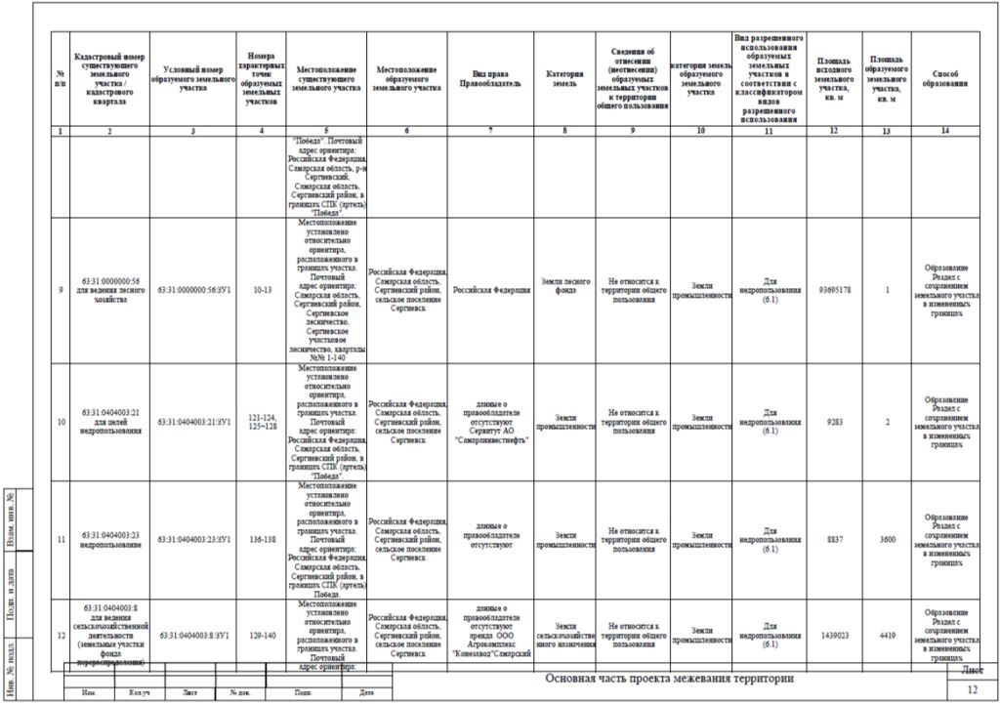 №
п/п
Кадастровый номер
существующего
земельного
участка /
кадастрового
квартала
Условный номер
образуемого земельного
участка
Номера
характерных
точек
образуемых
земельных
участков
Местоположение
существующего
земельного участка
Местоположение
образуемого
земельного участка
Вид права
Правообладатель
Категория
земель
Сведения об
отнесении
(неотнесении)
образуемых
земельных участков
к территории
общего пользования
категория земель
образуемого
земельного
участка
Вид разрешенного
использования
образуемых
земельных
участков в
соответствии с
классификатором
видов
разрешенного
использования
Площадь
исходного
земельного
участка,
кв. м
Площадь
образуемого
земельного
участка,
кв. м
Способ
образования
1 2 3 4 5 6 7 8 9 10 11 12 13 14
"Победа". Почтовый
адрес ориентира:
Российская Федерация,
Самарская область, р-н
Сергиевский,
Самарская область,
Сергиевский район, в
границах СПК (артель)
"Победа".
9
63:31:0000000:56
для ведения лесного
хозяйства
63:31:0000000:56:ЗУ1
10-13
Местоположение
установлено
относительно
ориентира,
расположенного в
границах участка.
Почтовый
адрес ориентира:
Самарская область,
Сергиевский район,
Сергиевское
лесничество,
Сергиевское
участковое
лесничество, кварталы
№№ 1-140
Российская Федерация,
Самарская область,
Сергиевский район,
сельское поселение
Сергиевск
Российская Федерация
Земли лесного
фонда
Не относится к
территории общего
пользования
Земли
промышленности
Для
недропользования
(6.1)
93695178
1
Образование
Раздел с
сохранением
земельного участка
в измененных
границах
10
63:31:0404003:21
для целей
недропользования
63:31:0404003:21:ЗУ1
121-124,
125-128
Местоположение
установлено
относительно
ориентира,
расположенного в
границах участка.
Почтовый
адрес ориентира:
Российская Федерация,
Самарская область,
Сергиевский район, в
границах СПК (артель)
"Победа".
Российская Федерация,
Самарская область,
Сергиевский район,
сельское поселение
Сергиевск
данные о
правообладателе
отсутствуют
Сервитут АО
"Самараинвестнефть"
Земли
промышленности
Не относится к
территории общего
пользования
Земли
промышленности
Для
недропользования
(6.1)
9283
2
Образование
Раздел с
сохранением
земельного участка
в измененных
границах
11
63:31:0404003:23
недропользование
63:31:0404003:23:ЗУ1
136-138
Местоположение
установлено
относительно
ориентира,
расположенного в
границах участка.
Почтовый
адрес ориентира:
Российская Федерация,
Самарская область,
Сергиевский район, в
границах СПК (артель)
Победа.
Российская Федерация,
Самарская область,
Сергиевский район,
сельское поселение
Сергиевск
данные о
правообладателе
отсутствуют
Земли
промышленности
Не относится к
территории общего
пользования
Земли
промышленности
Для
недропользования
(6.1)
8837
3600
Образование
Раздел с
сохранением
земельного участка
в измененных
границах
12
63:31:0404003:8
для ведения
сельскохозяйственной
деятельности
(земельные участки
фонда
перераспределения)
63:31:0404003:8:ЗУ1
129-140
Местоположение
установлено
относительно
ориентира,
расположенного в
границах участка.
Почтовый
адрес ориентира:
Российская Федерация,
Самарская область,
Сергиевский район,
сельское поселение
Сергиевск
данные о
правообладателе
отсутствуют
аренда ООО
Агрокомплекс
"Конезавод"Самарский
Земли
сельскохозяйстве
нного назначения
Не относится к
территории общего
пользования
Земли
промышленности
Для
недропользования
(6.1)
1439023
4419
Образование
Раздел с
сохранением
земельного участка
в измененных
границах
Взам. инв. №
Подп. и дата
Инв. № подл.
Изм. Кол.уч Лист № док. Подп. Дата
Основная часть проекта межевания территории
Лист
12